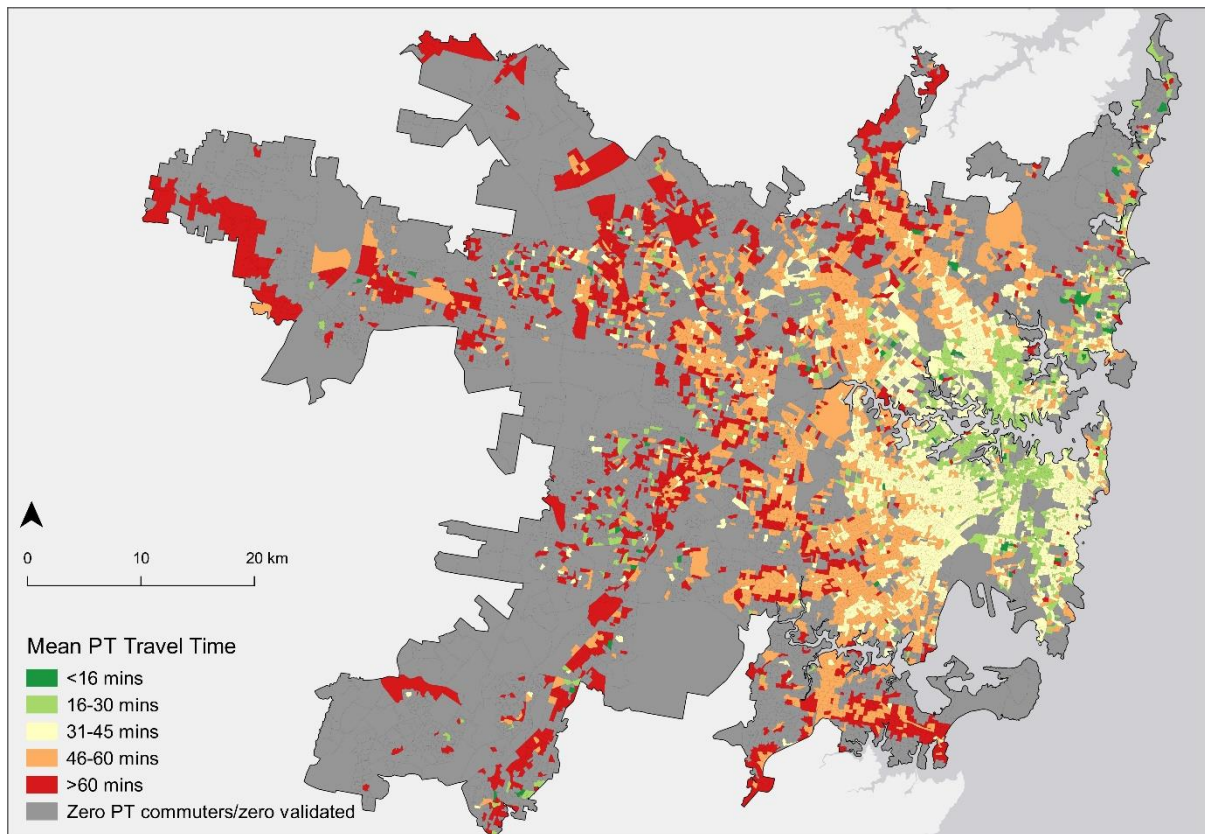 0 10 20 km
Mean PT Travel Time
<16 mins
16-30 mins
31-45 mins
46-60 mins
>60 mins
Zero PT commuters/zero validated